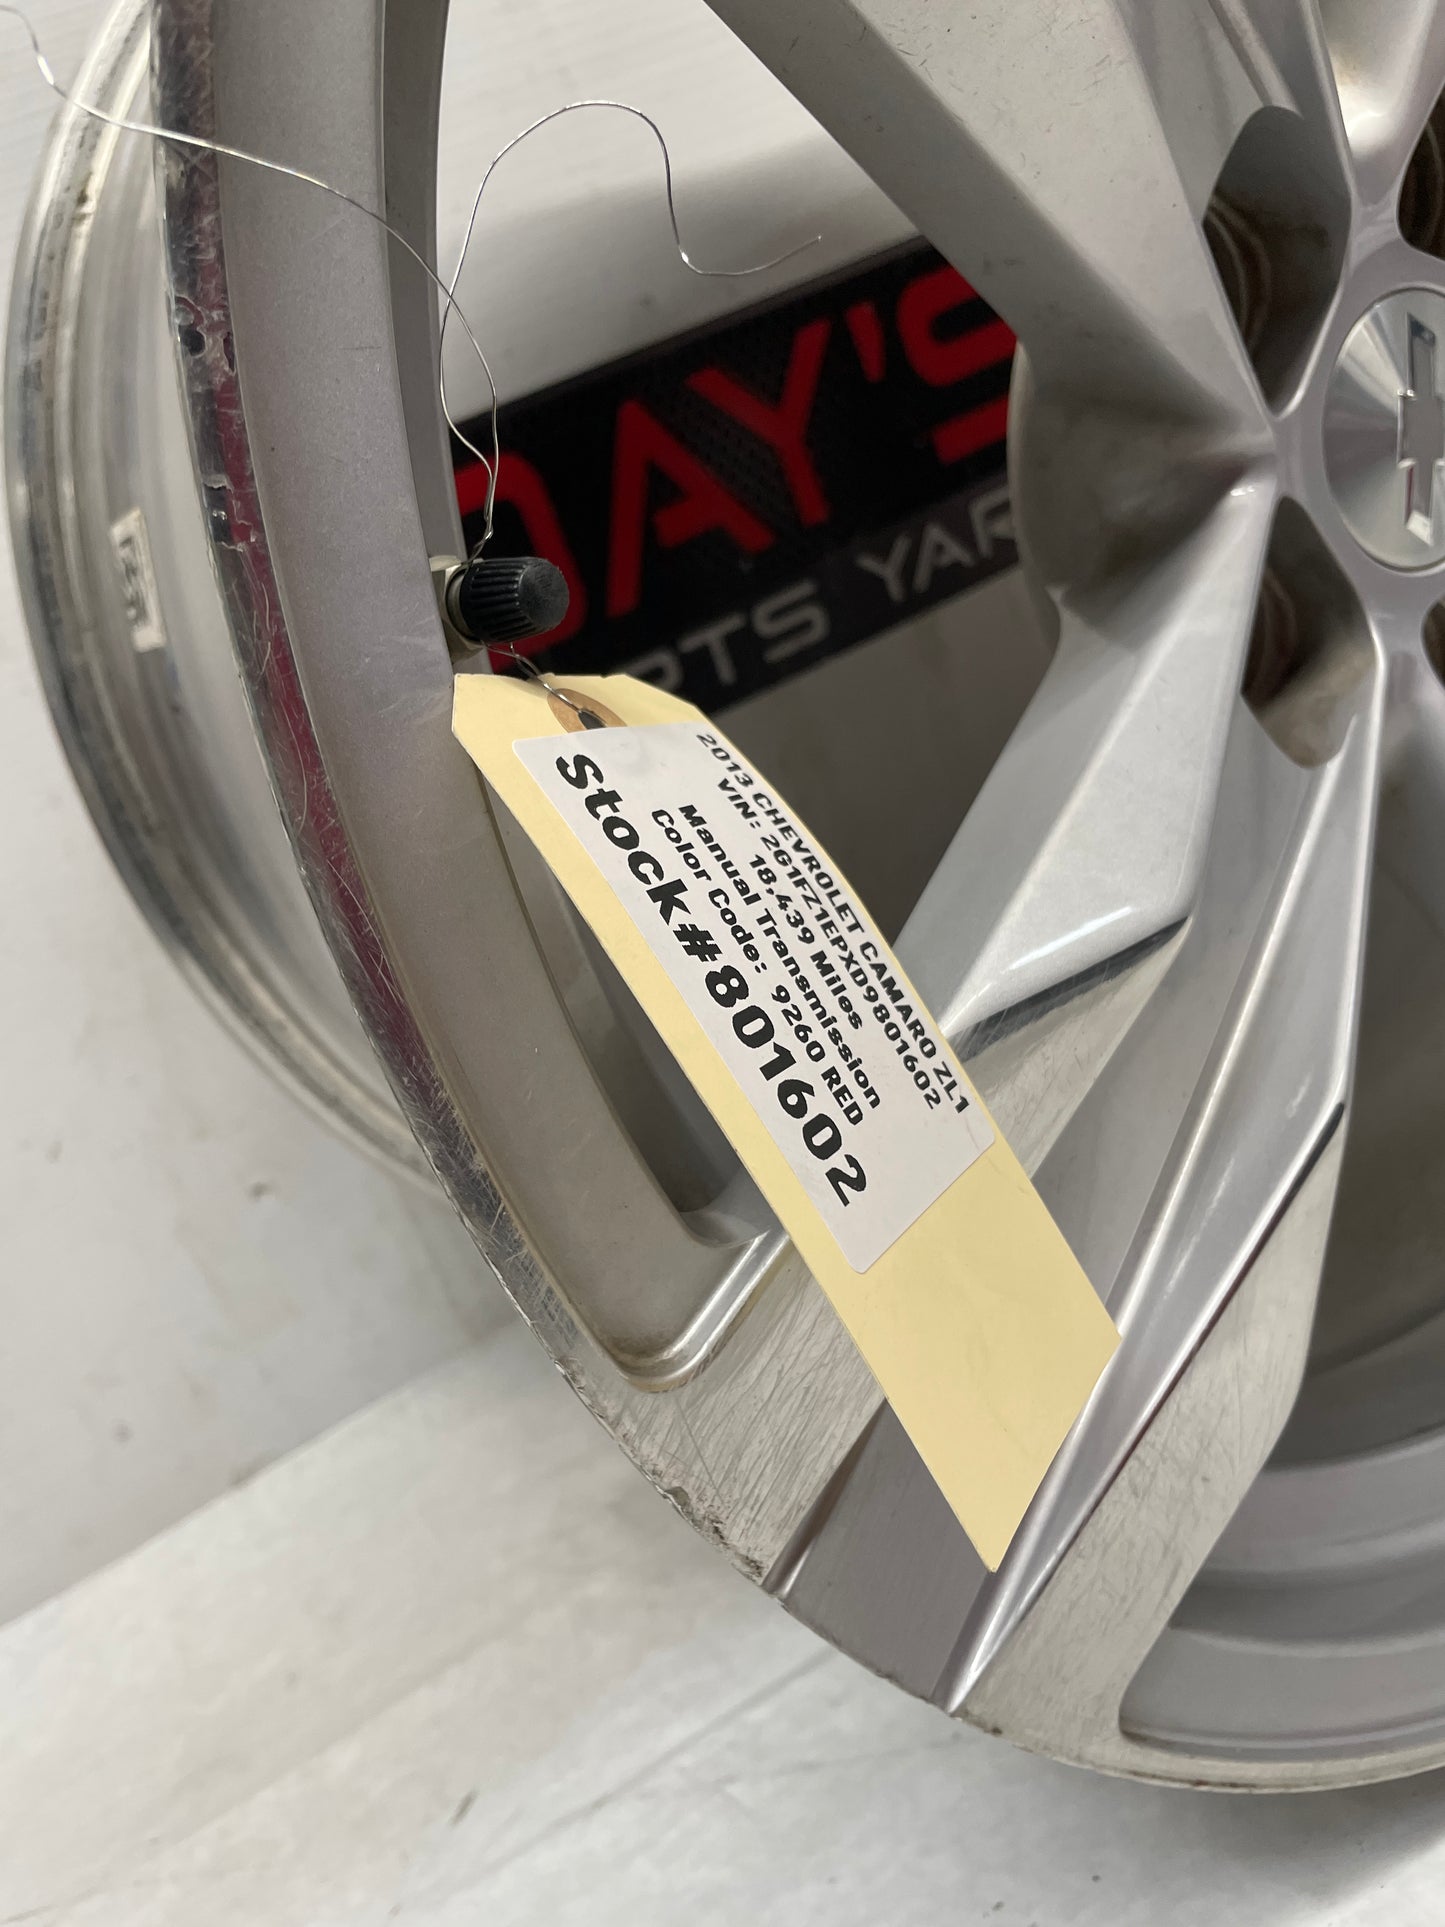 DAY'S
PARTS YAR
2013 CHEVROLET CAMARO ZL1
VIN: 2G1FZ1EPXD9801602
18,439 Miles
Manual Transmission
Color Code: 9260 RED
Stock#801602